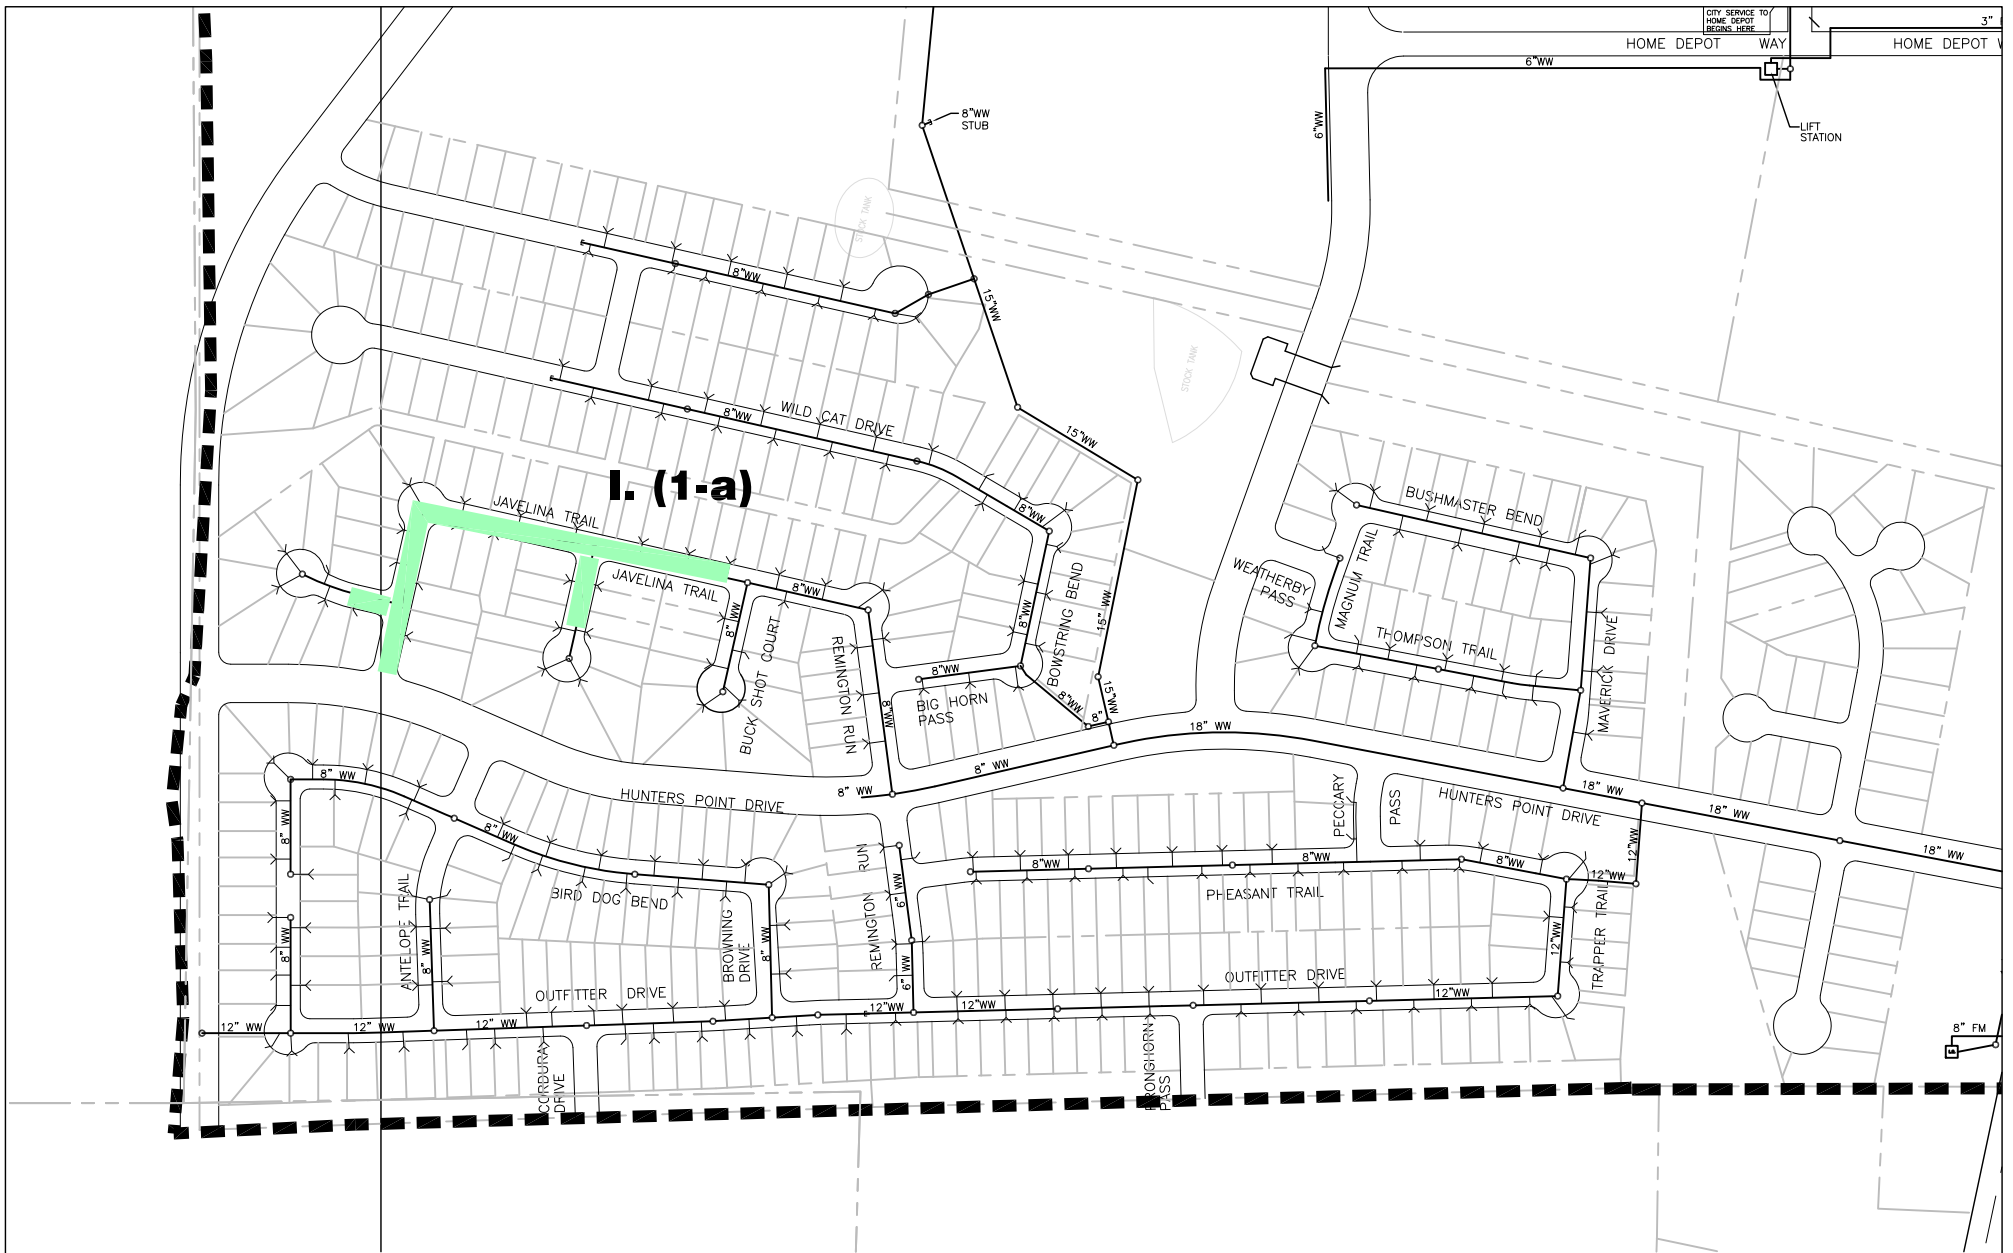 CITY SERVICE TO
HOME DEPOT
BEGINS HERE
3"
HOME DEPOT WAY
HOME DEPOT W
6"WW
8"WW
STUB
6"WW
LIFT
STATION
STOCK TANK
8"WW
15"WW
STOCK TANK
WILD CAT DRIVE
8"WW
15"WW
I. (1-a)
JAVELINA TRAIL
BUSHMASTER BEND
8"WW
JAVELINA TRAIL
8"WW
8" WW
WEATHERBY
PASS
MAGNUM TRAIL
8"WW
BOWSTRING BEND
15"WW
THOMPSON TRAIL
MAVERICK DRIVE
BUCK SHOT COURT
REMINGTON RUN
8"WW
8"WW
BIG HORN
PASS
8"WW
15"WW
8"
18" WW
8" WW
8" WW
8" WW
8" WW
HUNTERS POINT DRIVE
PECCARY
PASS
HUNTERS POINT DRIVE
18" WW
18" WW
18" WW
12"WW
8" WW
8"WW
REMINGTON RUN
6"WW
8"WW
8"WW
8"WW
12"WW
ANTELOPE TRAIL
BIRD DOG BEND
PHEASANT TRAIL
TRAPPER TRAIL
8"WW
8" WW
BROWNING
DRIVE
8" WW
6"WW
12"WW
OUTFITTER DRIVE
OUTFITTER DRIVE
12" WW
12" WW
12" WW
12"WW
12"WW
12"WW
8" FM
CORDURA
DRIVE
PRONGHORN
PASS